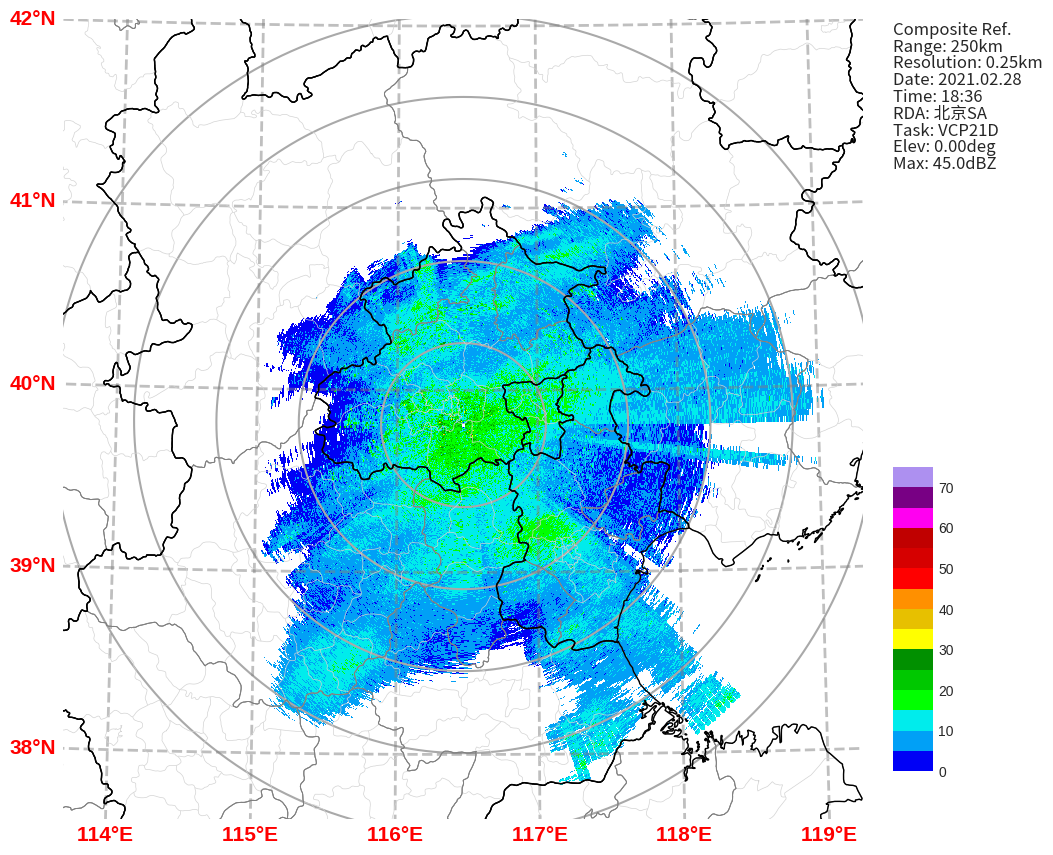 42°N
41°N
40°N
39°N
38°N
114°E
115°E
116°E
117°E
118°E
119°E
Composite Ref.
Range: 250km
Resolution: 0.25km
Date: 2021.02.28
Time: 18:36
RDA: 北京SA
Task: VCP21D
Elev: 0.00deg
Max: 45.0dBZ
70
60
50
40
30
20
10
0